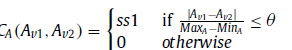 C_A(A_{v1}, A_{v2}) = { ss1 if |A_{v1}−A_{v2}| / Max_A−Min_A ≤ θ
0 otherwise